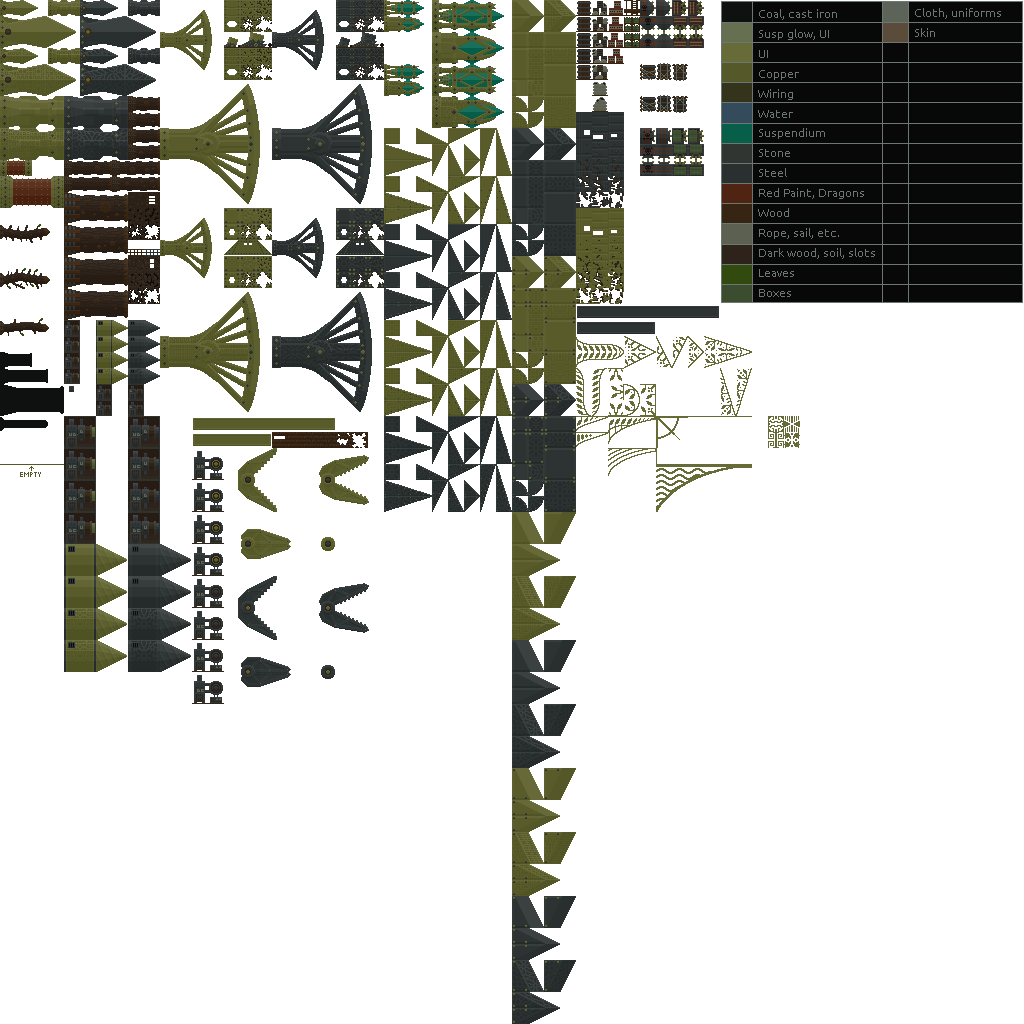 Coal, cast iron
Cloth, uniforms
Susp glow, UI
Skin
UI
Copper
Wiring
Water
Suspendium
Stone
Steel
Red Paint, Dragons
Wood
Rope, sail, etc.
Dark wood, soil, slots
Leaves
Boxes
EMPTY